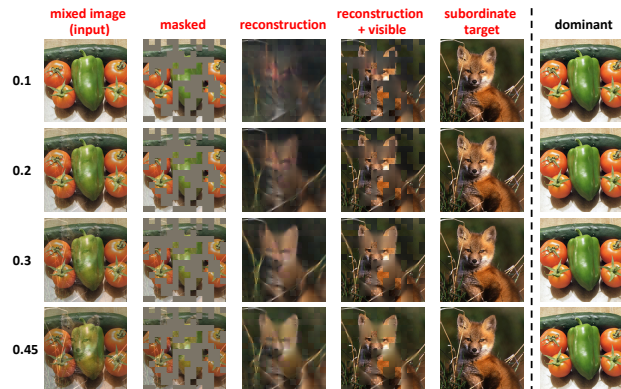 mixed image
(input)
masked
reconstruction
reconstruction
+ visible
subordinate
target
dominant
0.1
0.2
0.3
0.45